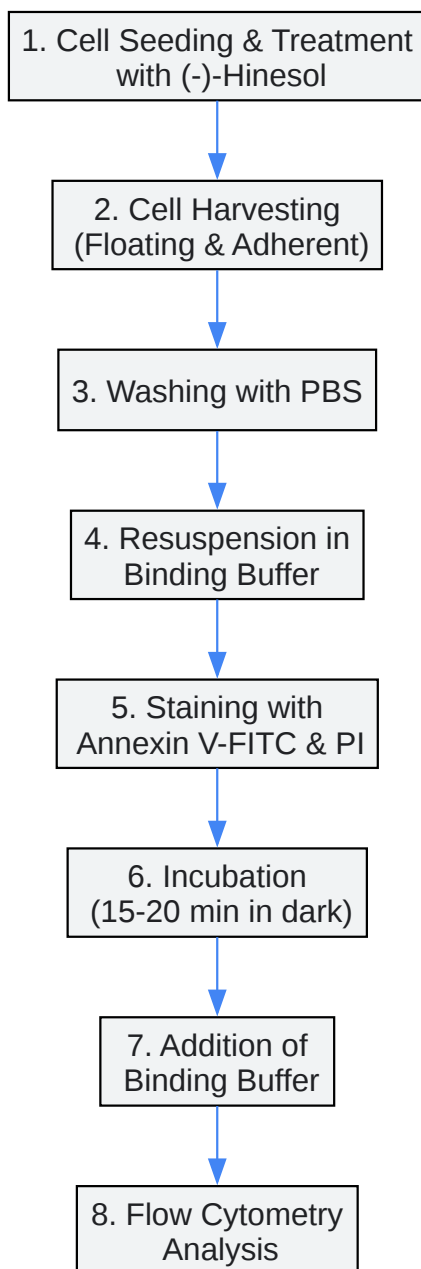 1. Cell Seeding & Treatment
with (-)-Hinesol
2. Cell Harvesting
(Floating & Adherent)
3. Washing with PBS
4. Resuspension in
Binding Buffer
5. Staining with
Annexin V-FITC & PI
6. Incubation
(15-20 min in dark)
7. Addition of
Binding Buffer
8. Flow Cytometry
Analysis